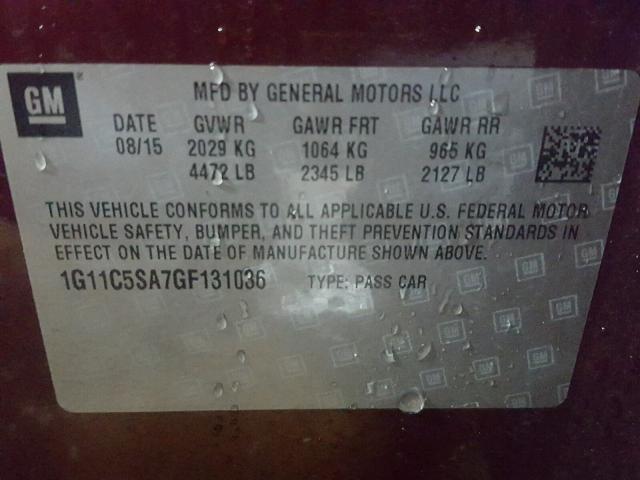 GM
MFD BY GENERAL MOTORS LLC
DATE GVWR GAWR FRT GAWR RR
08/15 2029 KG 1064 KG 965 KG
4472 LB 2345 LB 2127 LB
THIS VEHICLE CONFORMS TO ALL APPLICABLE U.S. FEDERAL MOTOR
VEHICLE SAFETY, BUMPER, AND THEFT PREVENTION STANDARDS IN
EFFECT ON THE DATE OF MANUFACTURE SHOWN ABOVE.
1G11C5SA7GF131036 TYPE: PASS CAR